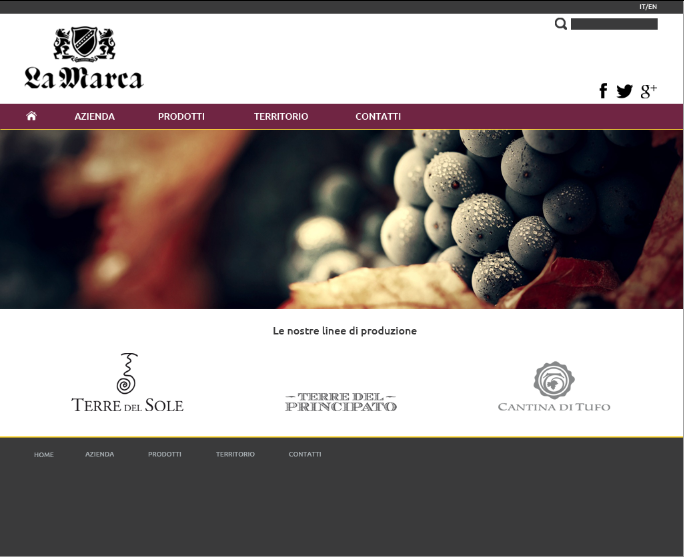 IT/EN
La Marca
AZIENDA PRODOTTI TERRITORIO CONTATTI
Le nostre linee di produzione
TERRE DEL SOLE
TERRE DEL
PRINCIPATO
CANTINA DI TUFO
HOME AZIENDA PRODOTTI TERRITORIO CONTATTI